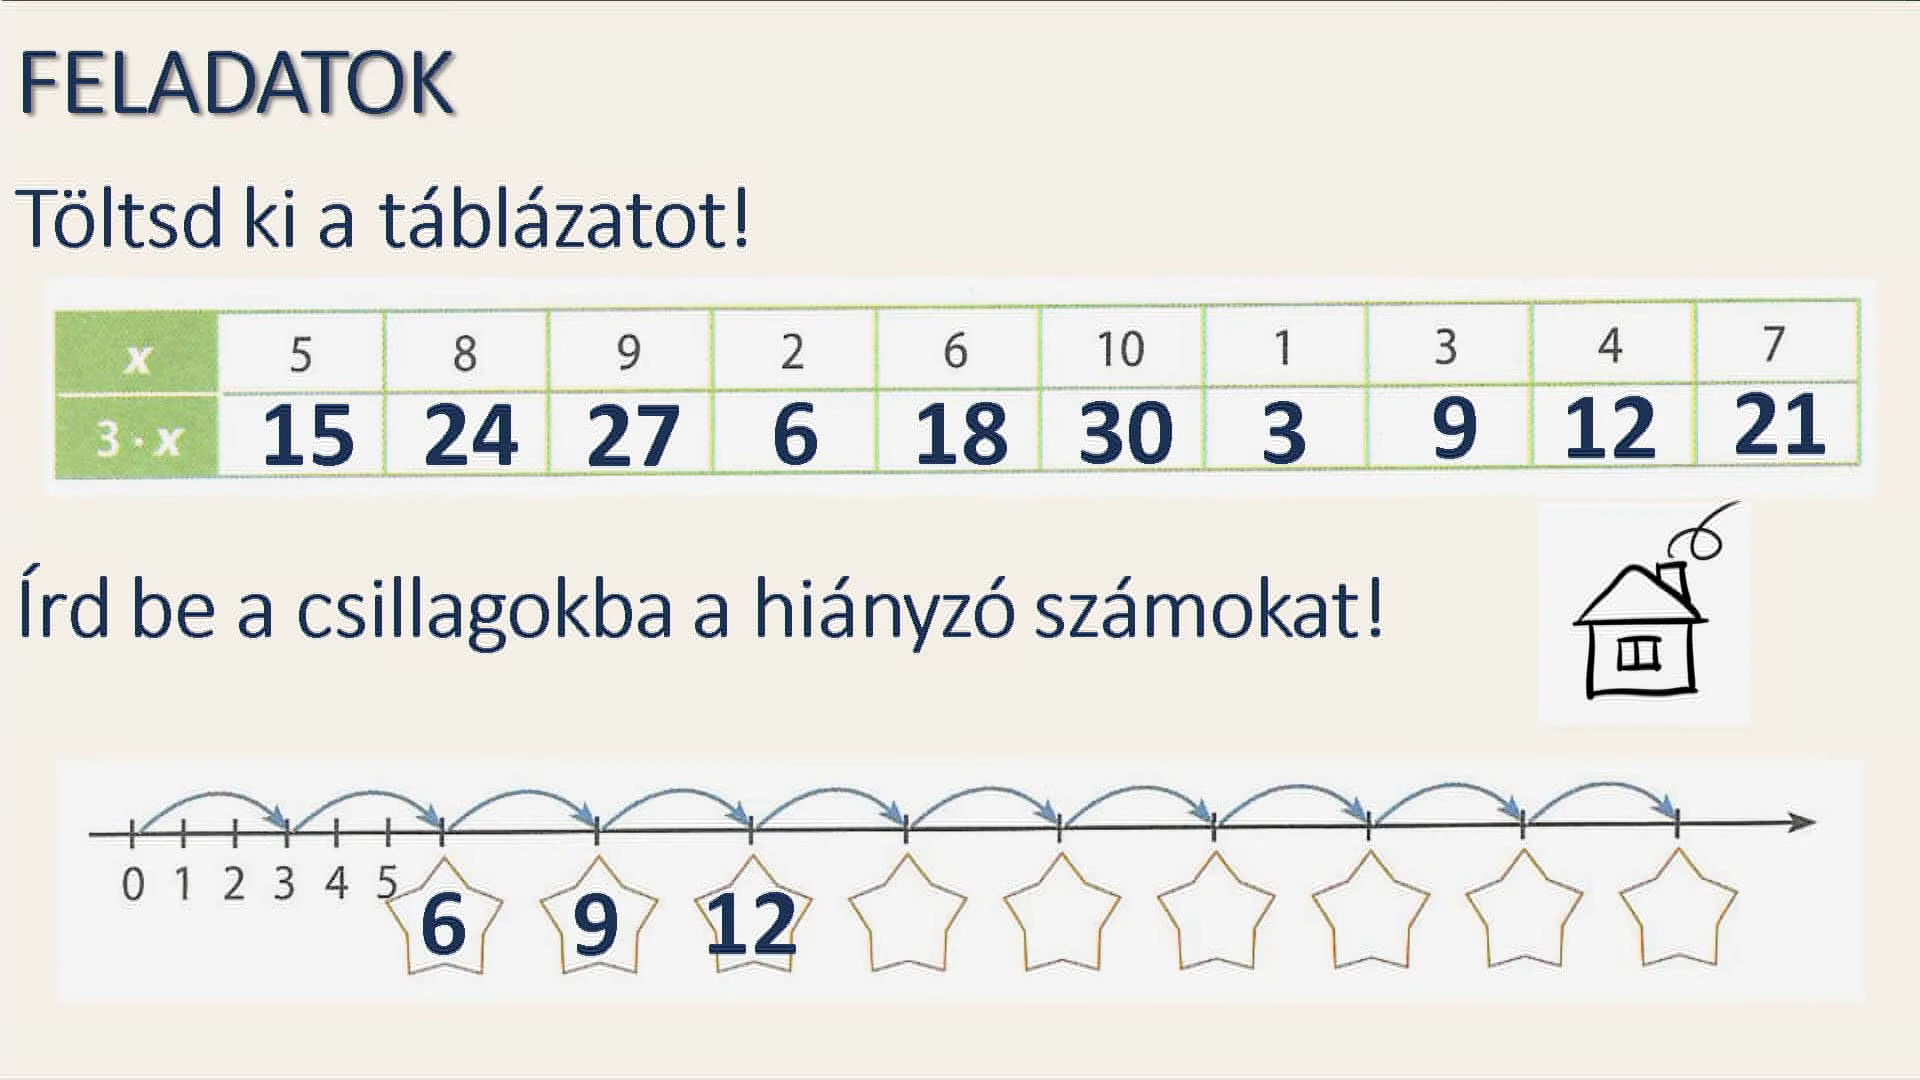 FELADATOK
Töltsd ki a táblázatot!
x 5 8 9 2 6 10 1 3 4 7
3 · x 15 24 27 6 18 30 3 9 12 21
Írd be a csillagokba a hiányzó számokat!
0 1 2 3 4 5 6 9 12